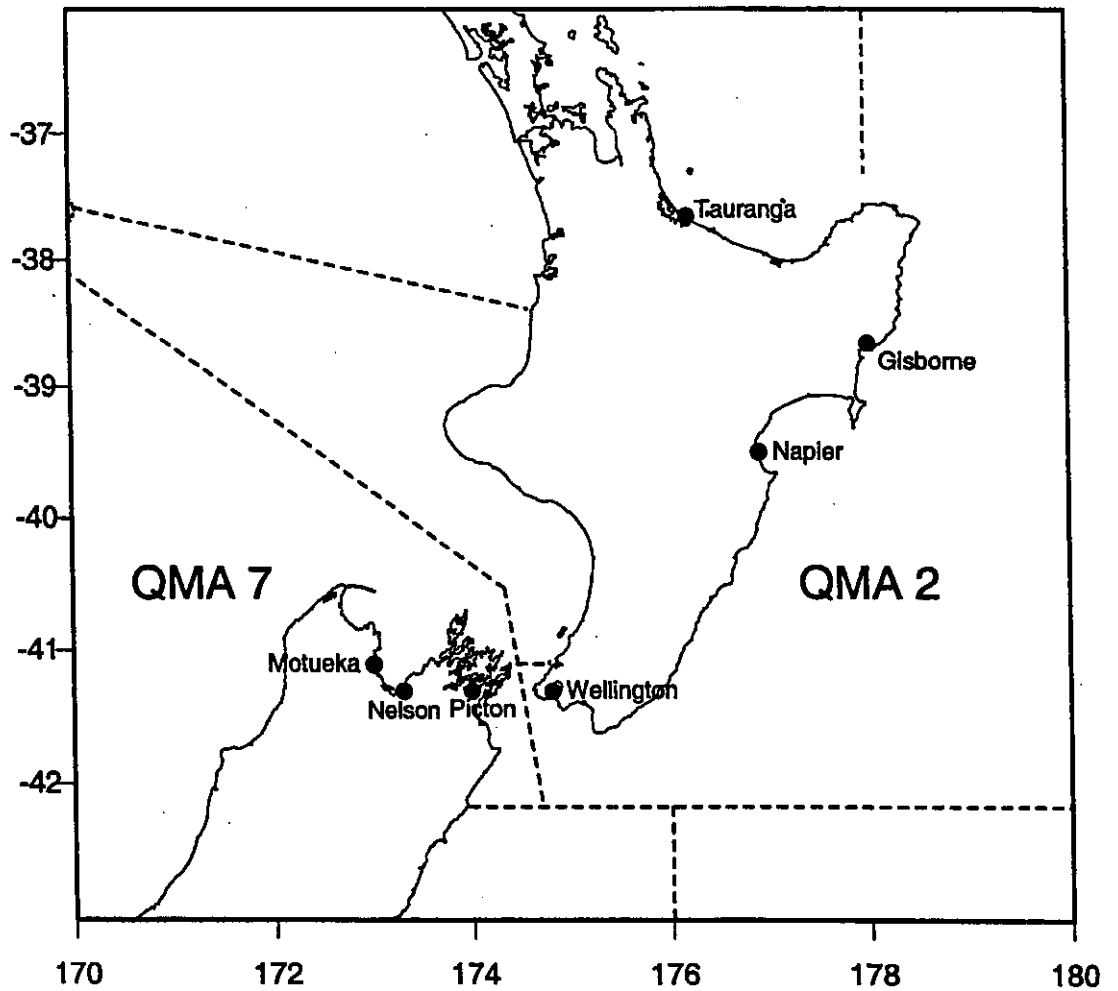 -37
Tauranga
-38
Gisborne
-39
Napier
-40
QMA 7
QMA 2
-41
Motueka
Wellington
Nelson
Picton
-42
170
172
174
176
178
180